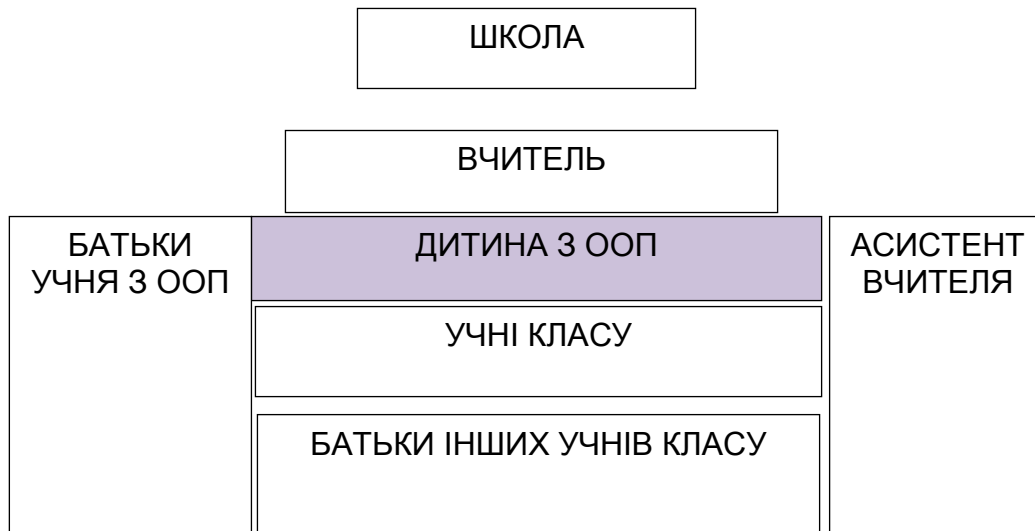 ШКОЛА
ВЧИТЕЛЬ
БАТЬКИ
УЧНЯ З ООП
ДИТИНА З ООП
АСИСТЕНТ
ВЧИТЕЛЯ
УЧНІ КЛАСУ
БАТЬКИ ІНШИХ УЧНІВ КЛАСУ